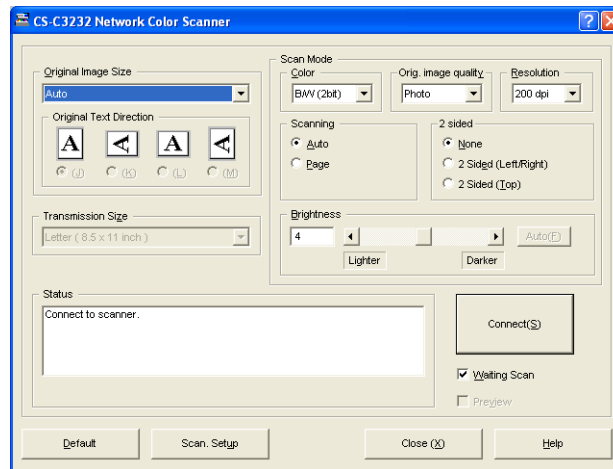 CS-C3232 Network Color Scanner
Original Image Size
Auto
Original Text Direction
A A A A
(J) (K) (L) (M)
Transmission Size
Letter ( 8.5 x 11 inch )
Scan Mode
Color
B/W (2bit)
Orig. image quality
Photo
Resolution
200 dpi
Scanning
Auto
Page
2 sided
None
2 Sided (Left/Right)
2 Sided (Top)
Brightness
4
Auto(F)
Lighter Darker
Status
Connect to scanner.
Connect(S)
Waiting Scan
Preview
Default Scan. Setup Close (X) Help